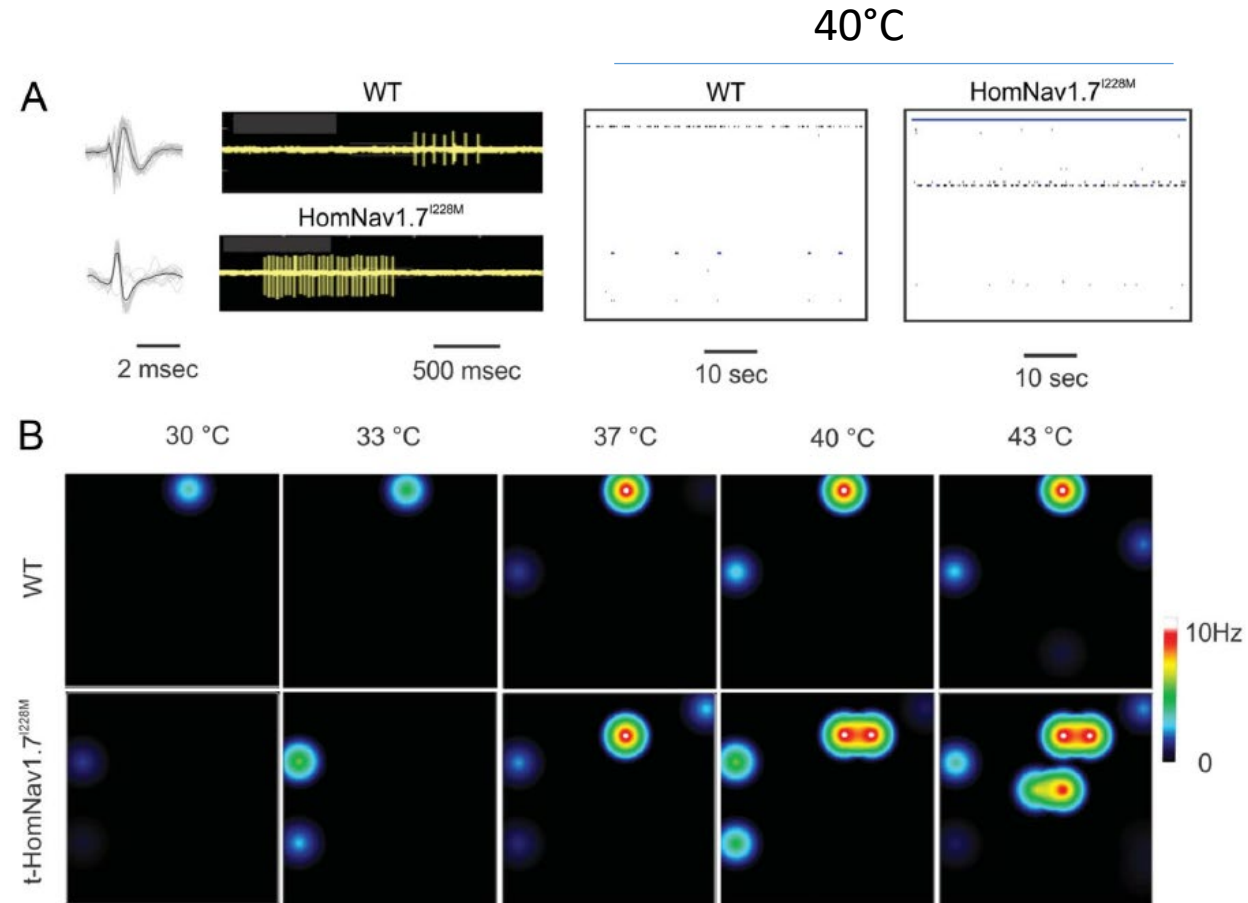 40°C
A
WT
WT
HomNav1.7I228M
HomNav1.7I228M
2 msec
500 msec
10 sec
10 sec
B
30 °C
33 °C
37 °C
40 °C
43 °C
WT
10Hz
0
t-HomNav1.7I228M